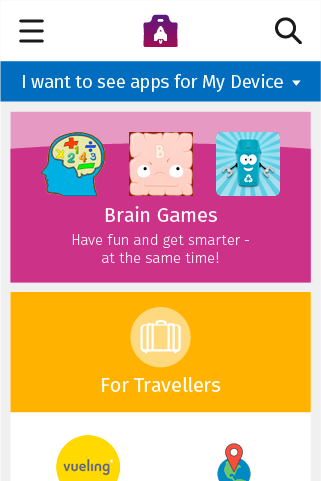 I want to see apps for My Device
B
Brain Games
Have fun and get smarter -
at the same time!
For Travellers
vueling